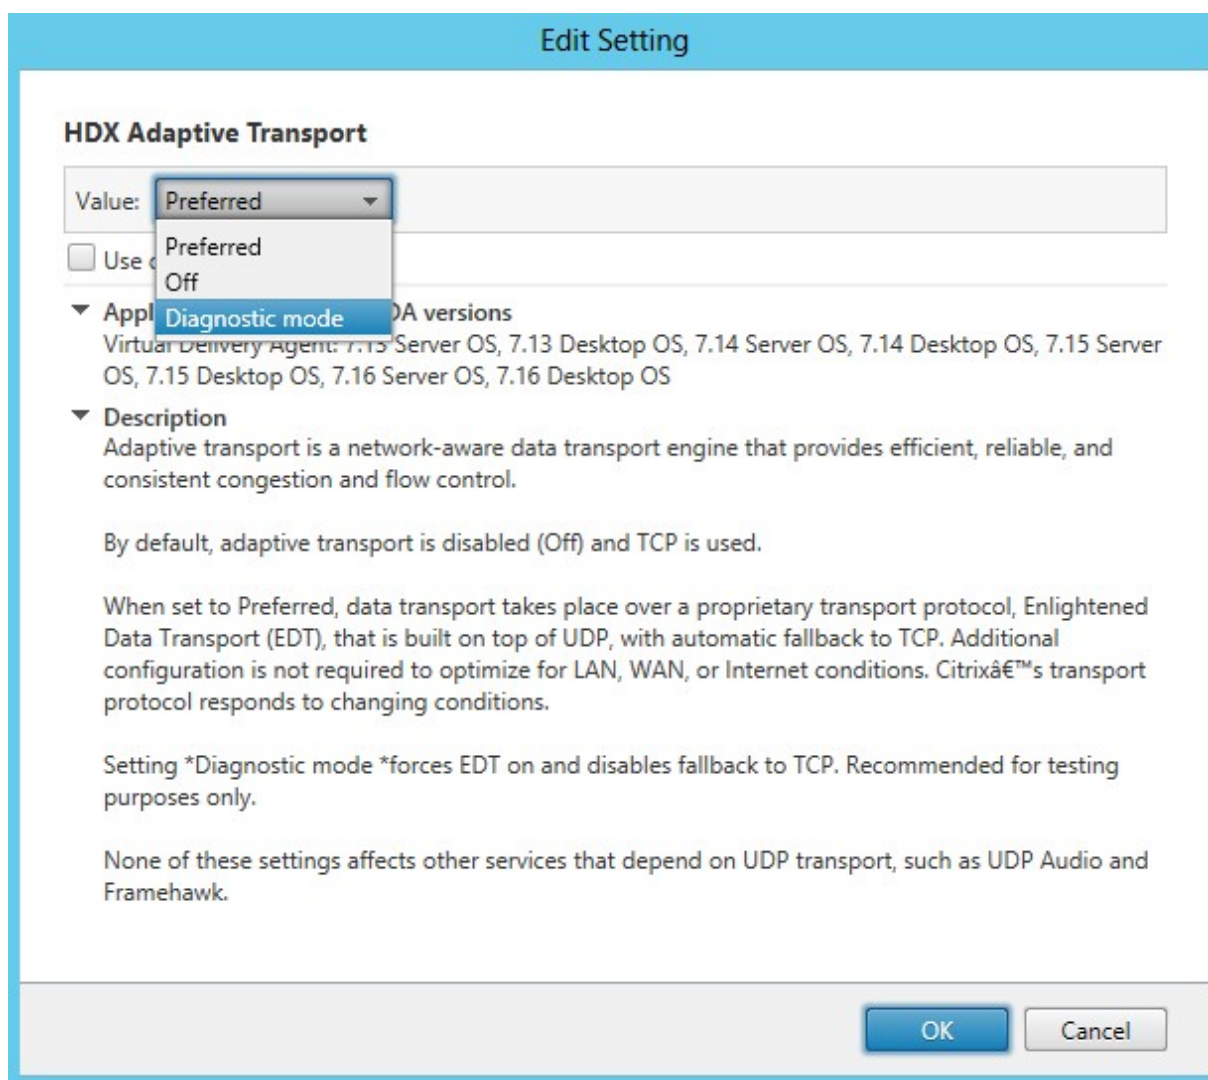 Edit Setting
HDX Adaptive Transport
Value: Preferred
Preferred
Use
Off
Diagnostic mode
versions
Virtual Delivery Agent: 7.13 Server OS, 7.13 Desktop OS, 7.14 Server OS, 7.14 Desktop OS, 7.15 Server
OS, 7.15 Desktop OS, 7.16 Server OS, 7.16 Desktop OS
Description
Adaptive transport is a network-aware data transport engine that provides efficient, reliable, and
consistent congestion and flow control.
By default, adaptive transport is disabled (Off) and TCP is used.
When set to Preferred, data transport takes place over a proprietary transport protocol, Enlightened
Data Transport (EDT), that is built on top of UDP, with automatic fallback to TCP. Additional
configuration is not required to optimize for LAN, WAN, or Internet conditions. Citrixâ€™s transport
protocol responds to changing conditions.
Setting *Diagnostic mode *forces EDT on and disables fallback to TCP. Recommended for testing
purposes only.
None of these settings affects other services that depend on UDP transport, such as UDP Audio and
Framehawk.
OK Cancel